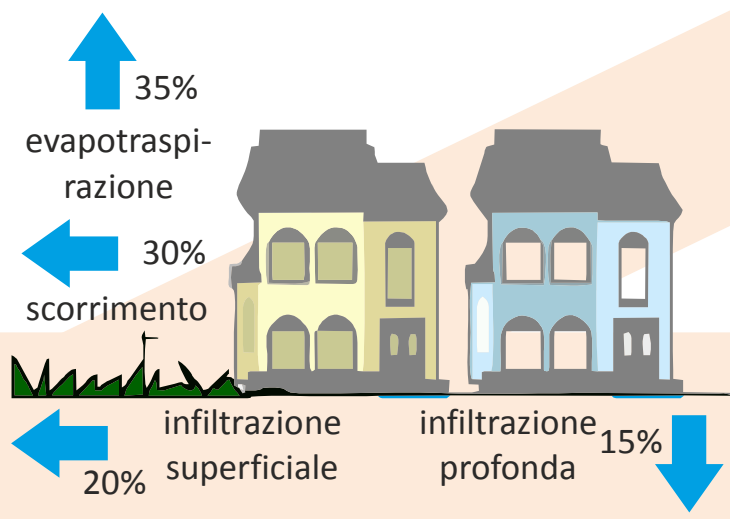 35%
evapotraspi-
razione
30%
scorrimento
infiltrazione
superficiale
20%
infiltrazione
profonda
15%